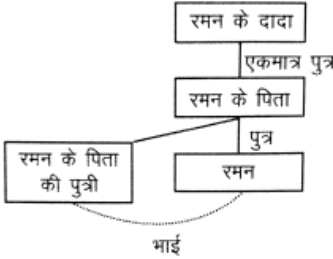 रमन के दादा
एकमात्र पुत्र
रमन के पिता
पुत्र
रमन के पिता
की पुत्री
रमन
भाई